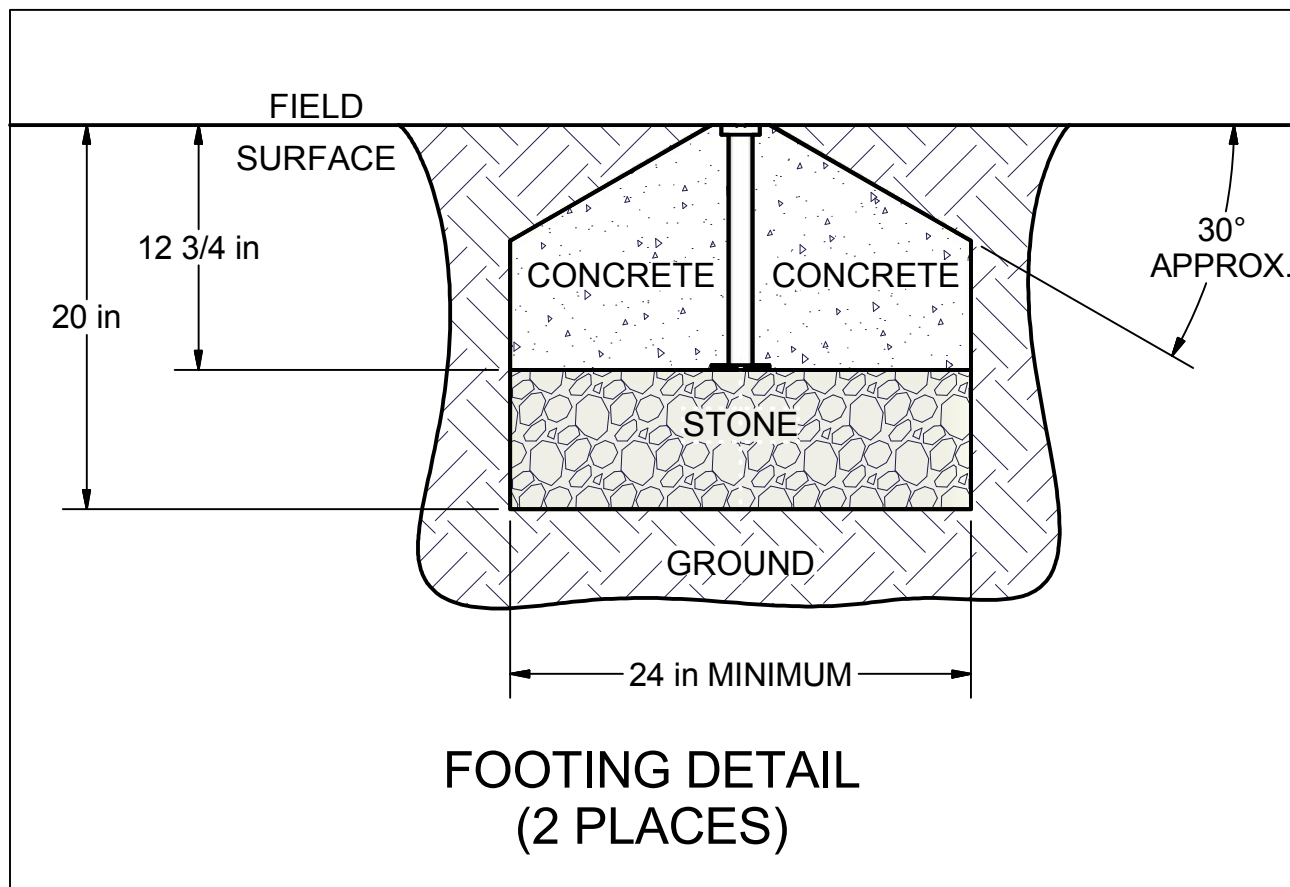 FIELD
SURFACE
12 3/4 in
20 in
CONCRETE
CONCRETE
30°
APPROX.
STONE
GROUND
24 in MINIMUM
FOOTING DETAIL
(2 PLACES)